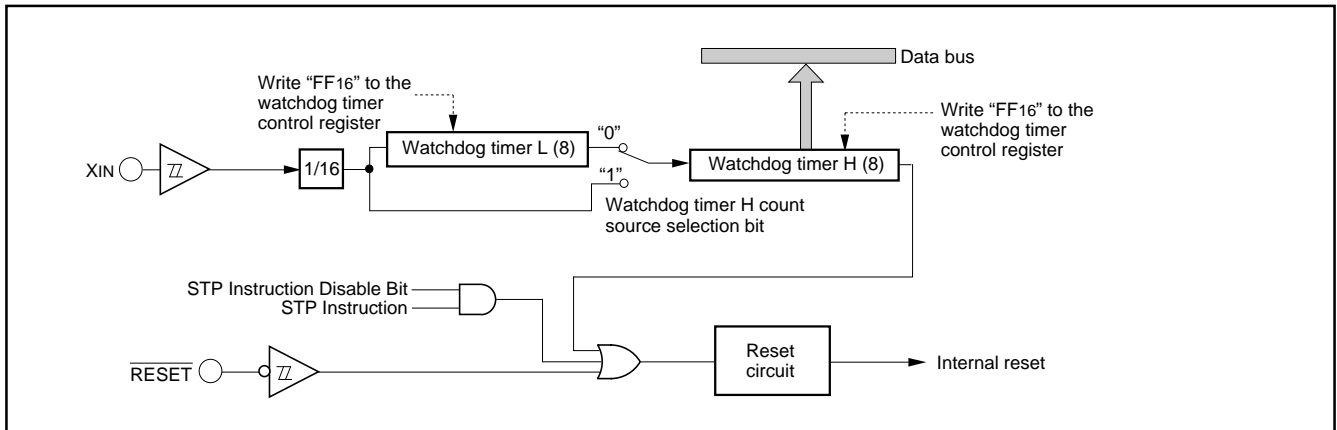 Data bus
Write “FF16” to the
watchdog timer
control register
Write “FF16” to the
watchdog timer
control register
“0”
Watchdog timer L (8)
Watchdog timer H (8)
XIN
1/16
“1”
Watchdog timer H count
source selection bit
STP Instruction Disable Bit
STP Instruction
RESET
Reset
circuit
Internal reset